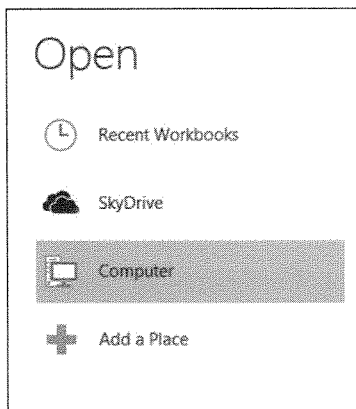 Open
Recent Workbooks
SkyDrive
Computer
Add a Place